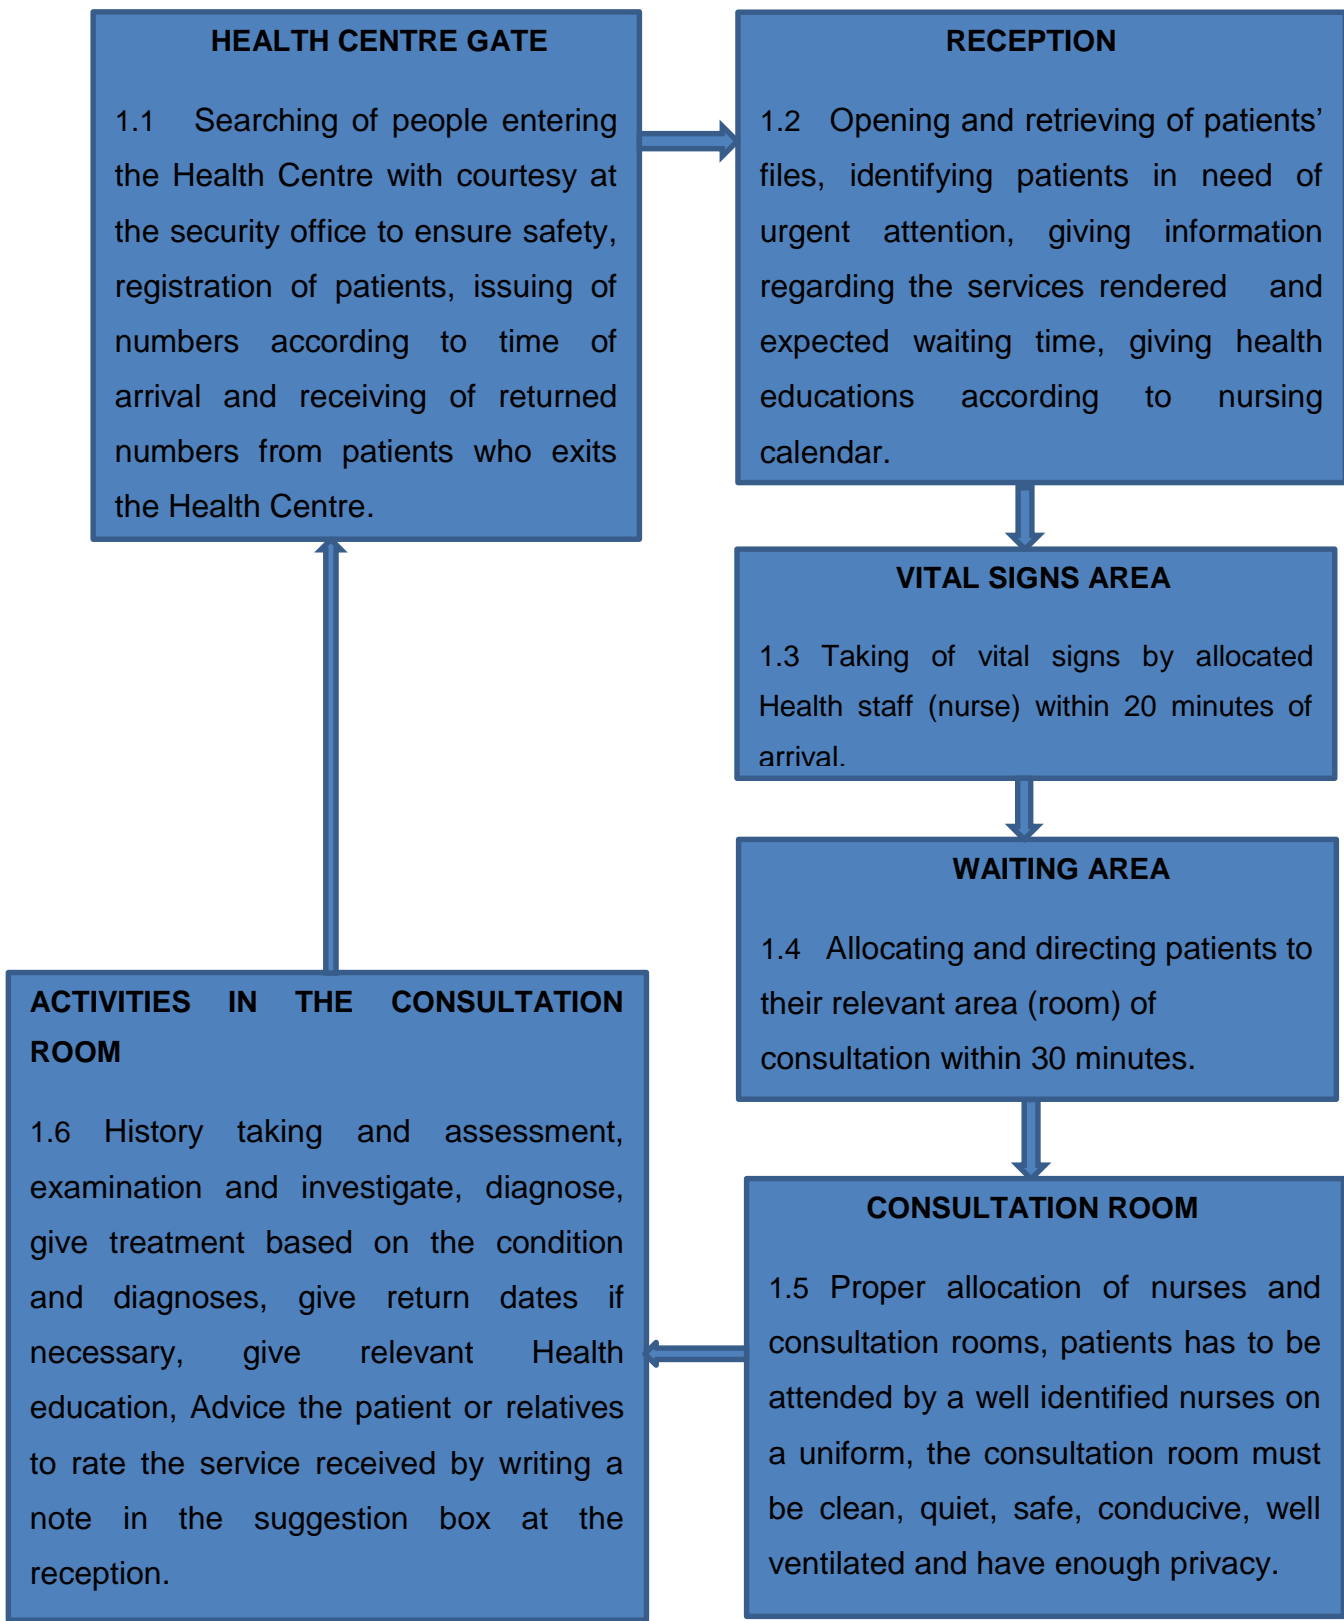 HEALTH CENTRE GATE
1.1 Searching of people entering
the Health Centre with courtesy at
the security office to ensure safety,
registration of patients, issuing of
numbers according to time of
arrival and receiving of returned
numbers from patients who exits
the Health Centre.
RECEPTION
1.2 Opening and retrieving of patients’
files, identifying patients in need of
urgent attention, giving information
regarding the services rendered and
expected waiting time, giving health
educations according to nursing
calendar.
VITAL SIGNS AREA
1.3 Taking of vital signs by allocated
Health staff (nurse) within 20 minutes of
arrival.
WAITING AREA
1.4 Allocating and directing patients to
their relevant area (room) of
consultation within 30 minutes.
CONSULTATION ROOM
1.5 Proper allocation of nurses and
consultation rooms, patients has to be
attended by a well identified nurses on
a uniform, the consultation room must
be clean, quiet, safe, conducive, well
ventilated and have enough privacy.
ACTIVITIES IN THE CONSULTATION
ROOM
1.6 History taking and assessment,
examination and investigate, diagnose,
give treatment based on the condition
and diagnoses, give return dates if
necessary, give relevant Health
education, Advice the patient or relatives
to rate the service received by writing a
note in the suggestion box at the
reception.